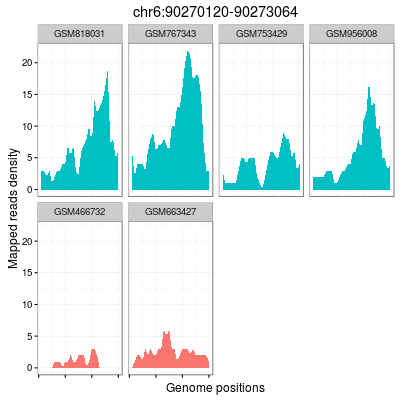 chr6:90270120-90273064
GSM818031 GSM767343 GSM753429 GSM956008
20
15
10
5
0
GSM466732 GSM663427
20
15
10
5
0
Mapped reads density
Genome positions